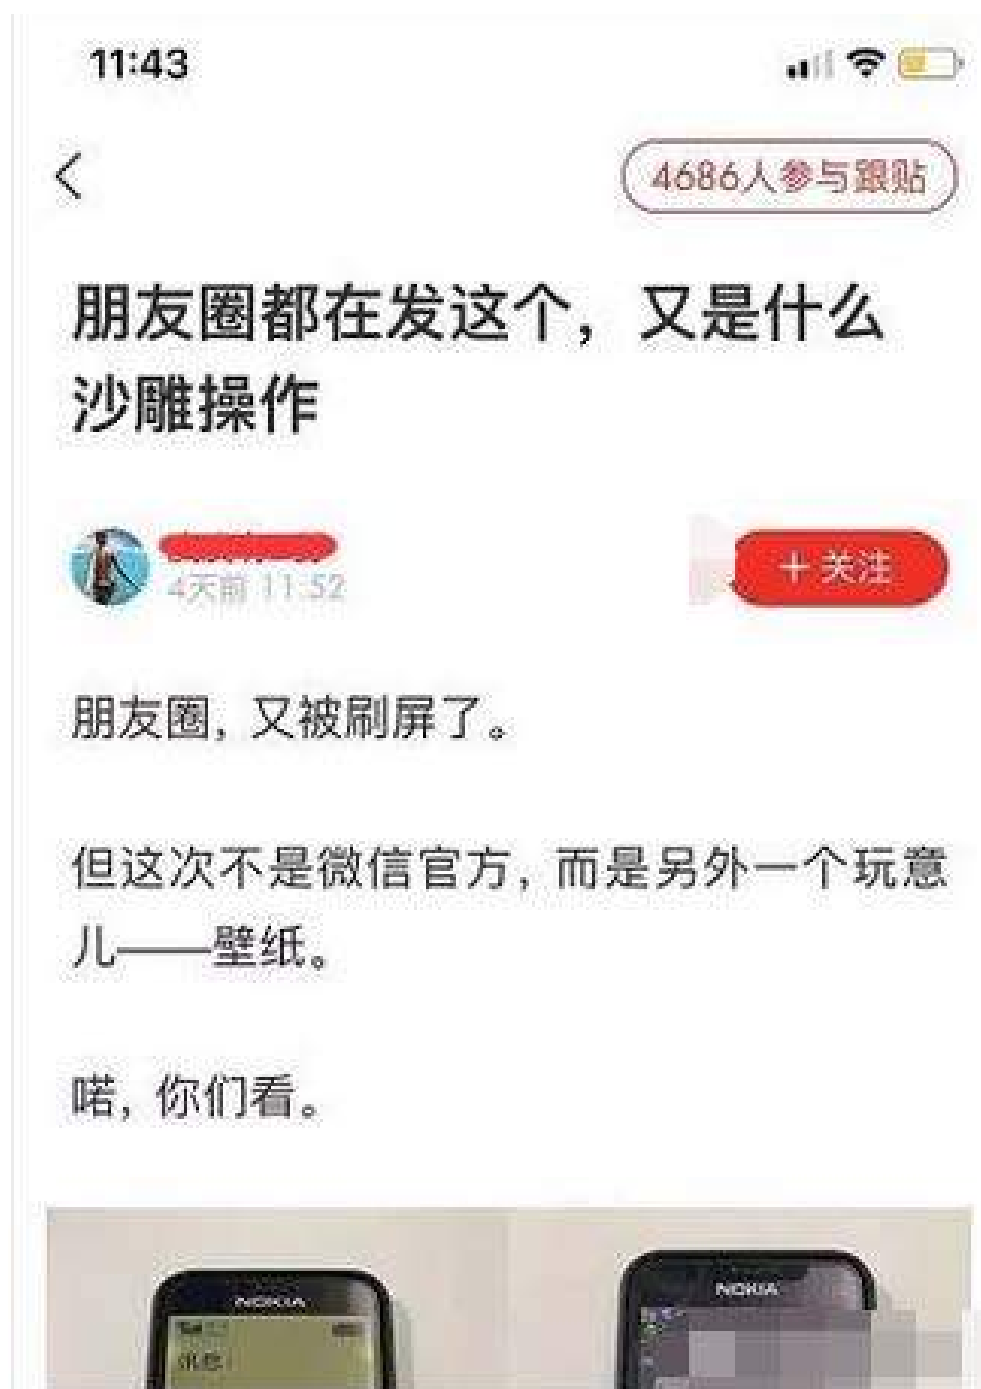 11:43
4686人参与跟贴
朋友圈都在发这个，又是什么
沙雕操作
4天前 11:52
＋关注
朋友圈，又被刷屏了。
但这次不是微信官方，而是另外一个玩意
儿——壁纸。
喏，你们看。
NOKIA
NOKIA